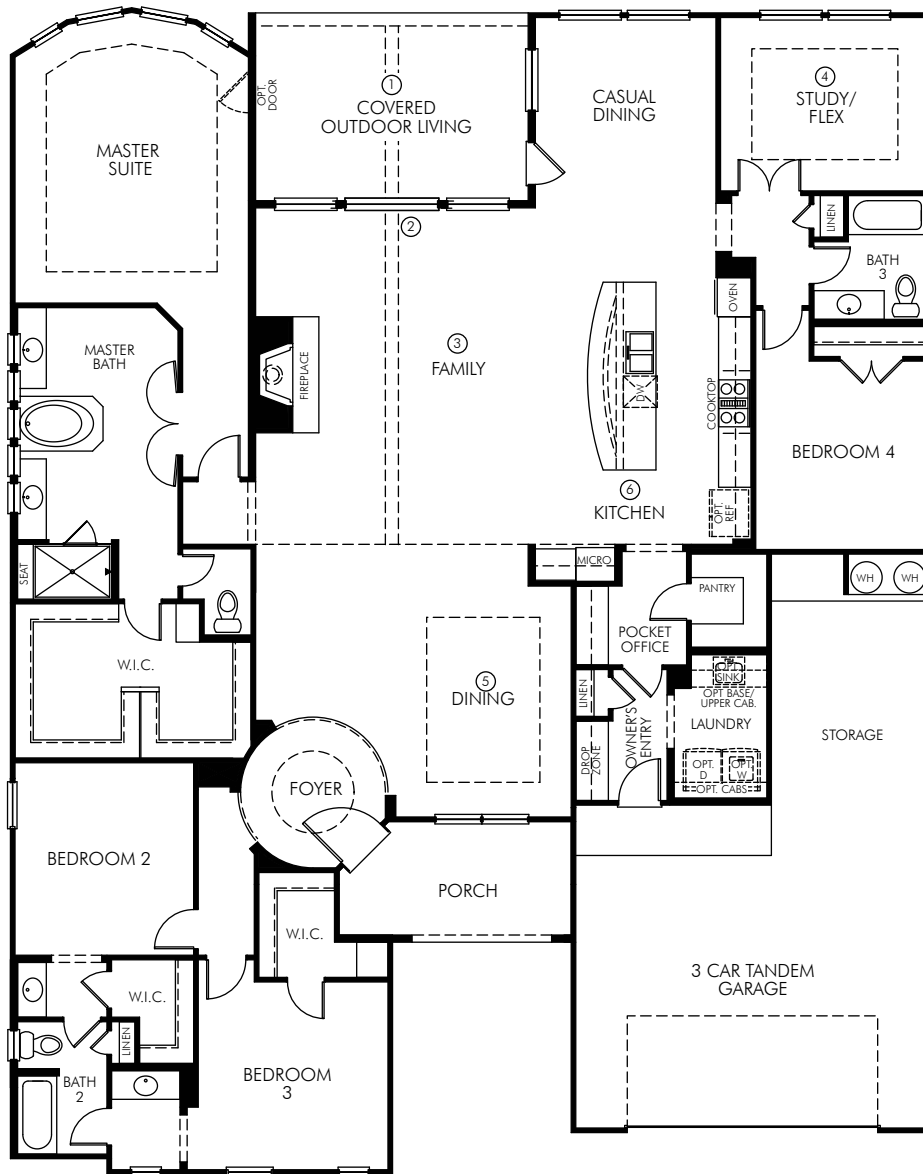 1
COVERED
OUTDOOR LIVING
OPT.
DOOR
CASUAL
DINING
4
STUDY/
FLEX
MASTER
SUITE
2
LINEN
BATH
3
OVEN
MASTER
BATH
FIREPLACE
3
FAMILY
DW
COOKTOP
BEDROOM 4
6
KITCHEN
OPT.
REF
SEAT
MICRO
PANTRY
WH
WH
POCKET
OFFICE
W.I.C.
5
DINING
LINEN
OWNER'S
ENTRY
OPT.
SINK
OPT BASE/
UPPER CAB.
LAUNDRY
STORAGE
DROP
ZONE
OPT.
D
OPT.
W
OPT. CABS
FOYER
BEDROOM 2
PORCH
W.I.C.
3 CAR TANDEM
GARAGE
W.I.C.
LINEN
BATH
2
BEDROOM
3